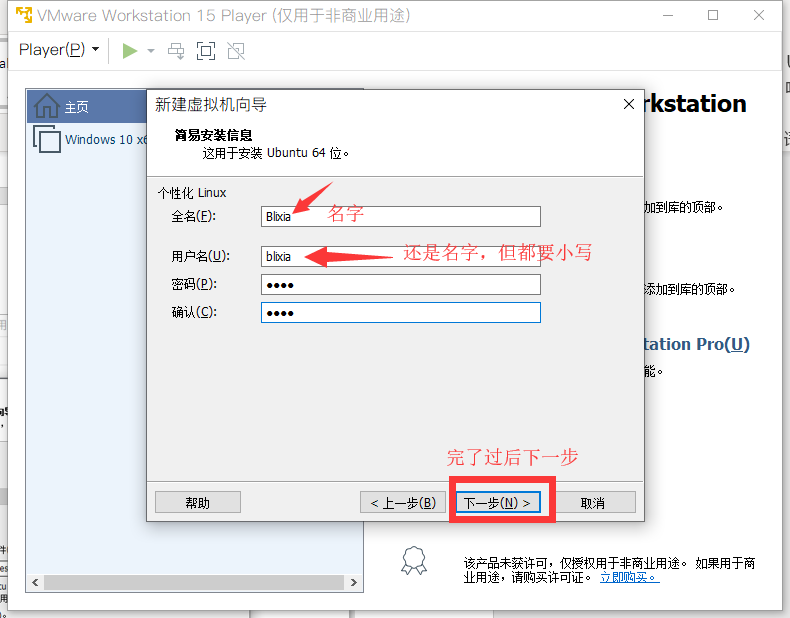 VMware Workstation 15 Player (仅用于非商业用途)
Player(P)
主页
Windows 10 x6
新建虚拟机向导
简易安装信息
这用于安装 Ubuntu 64 位。
个性化 Linux
全名(F):
Blixia
名字
用户名(U):
blixia
还是名字，但都要小写
密码(P):
●●●●
确认(C):
●●●●
完了过后下一步
帮助
< 上一步(B)
下一步(N) >
取消
rkstation
加到库的顶部。
添加到库的顶部。
tation Pro(U)
能。
该产品未获许可，仅授权用于非商业用途。 如果用于商
业用途，请购买许可证。 立即购买。